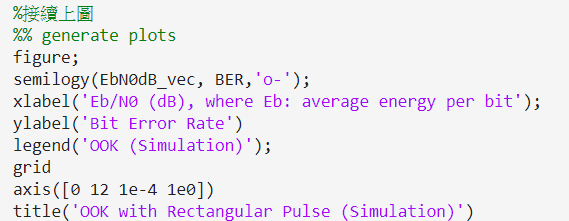 %接續上圖
%% generate plots
figure;
semilogy(EbN0dB_vec, BER,'o-');
xlabel('Eb/N0 (dB), where Eb: average energy per bit');
ylabel('Bit Error Rate')
legend('OOK (Simulation)');
grid
axis([0 12 1e-4 1e0])
title('OOK with Rectangular Pulse (Simulation)')